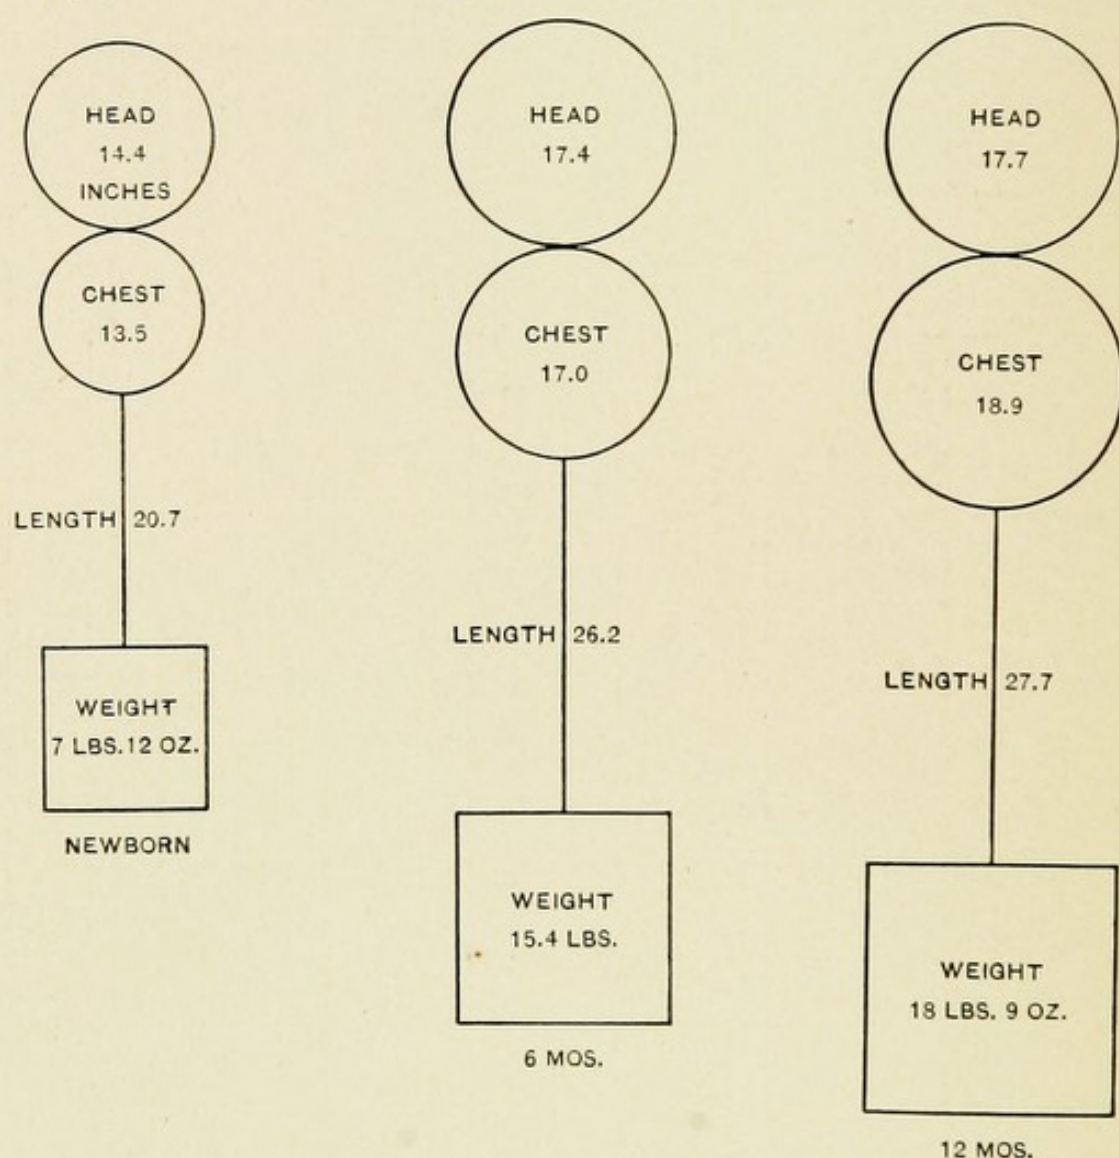 HEAD
14.4
INCHES
CHEST
13.5
LENGTH 20.7
WEIGHT
7 LBS. 12 OZ.
NEWBORN
HEAD
17.4
CHEST
17.0
LENGTH 26.2
WEIGHT
15.4 LBS.
6 MOS.
HEAD
17.7
CHEST
18.9
LENGTH 27.7
WEIGHT
18 LBS. 9 OZ.
12 MOS.